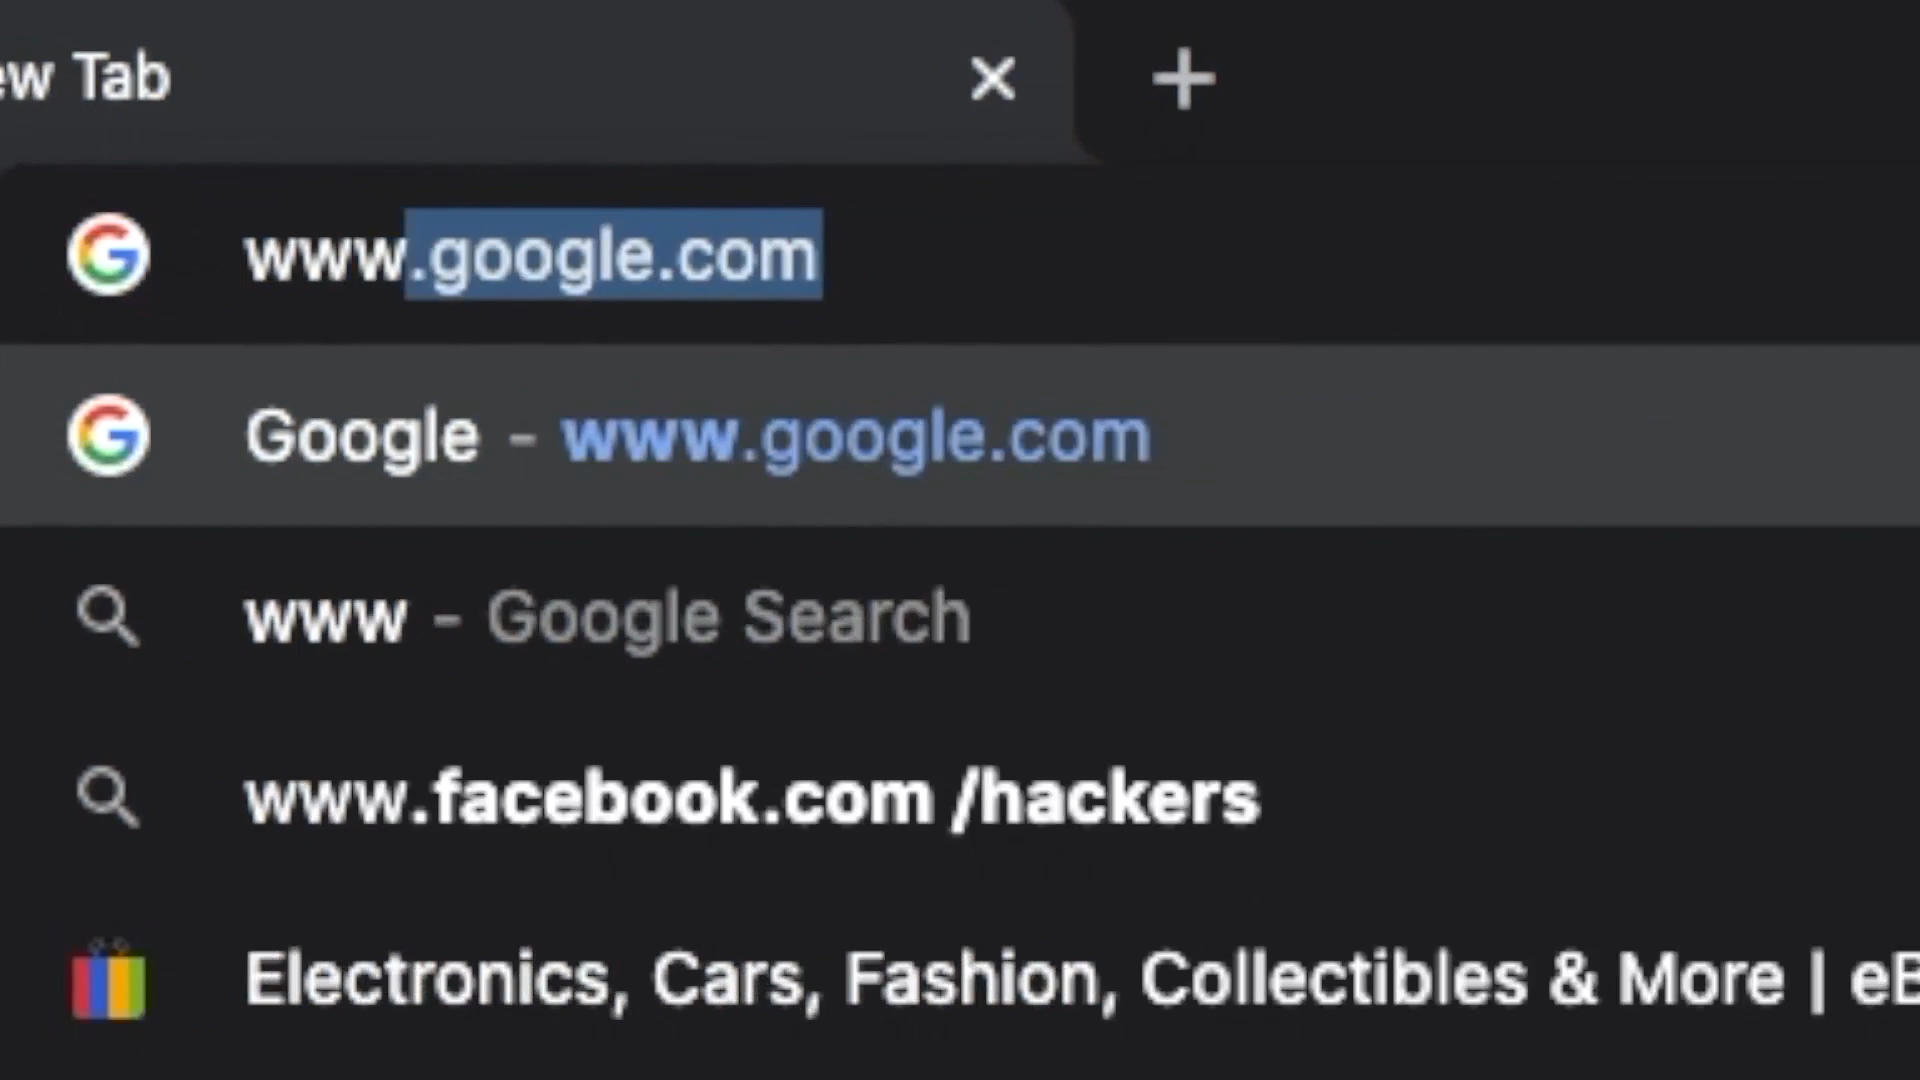 ew Tab
www.google.com
Google - www.google.com
www - Google Search
www.facebook.com /hackers
Electronics, Cars, Fashion, Collectibles & More | eB